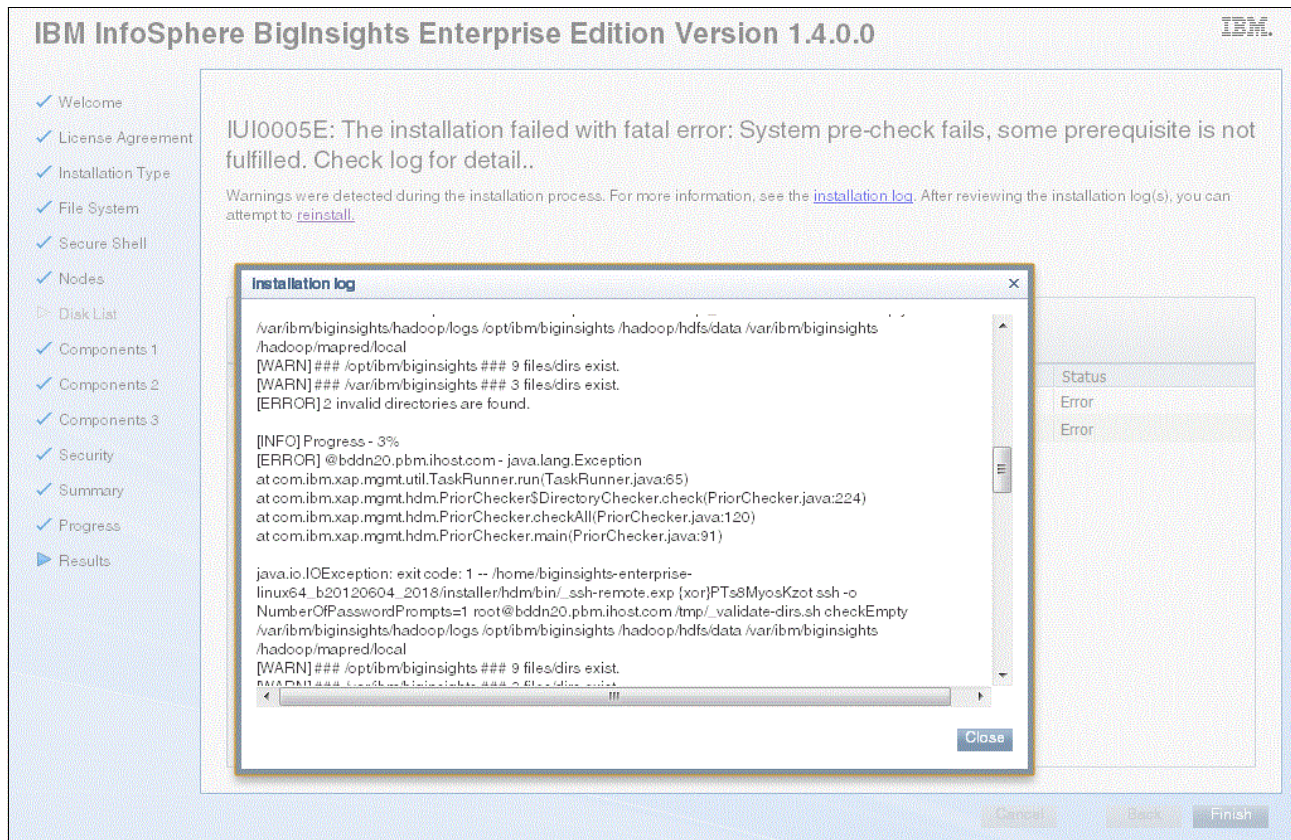 IBM InfoSphere BigInsights Enterprise Edition Version 1.4.0.0
IBM.
Welcome
License Agreement
Installation Type
File System
Secure Shell
Nodes
Disk List
Components 1
Components 2
Components 3
Security
Summary
Progress
Results
IUI0005E: The installation failed with fatal error: System pre-check fails, some prerequisite is not
fulfilled. Check log for detail..
Warnings were detected during the installation process. For more information, see the installation log. After reviewing the installation log(s), you can
attempt to reinstall.
Installation log
/var/ibm/biginsights/hadoop/logs /opt/ibm/biginsights /hadoop/hdfs/data /var/ibm/biginsights
/hadoop/mapred/local
[WARN] ### /opt/ibm/biginsights ### 9 files/dirs exist.
[WARN] ### /var/ibm/biginsights ### 3 files/dirs exist.
[ERROR] 2 invalid directories are found.
[INFO] Progress - 3%
[ERROR] @bddn20.pbm.ihost.com - java.lang.Exception
at com.ibm.xap.mgmt.util.TaskRunner.run(TaskRunner.java:65)
at com.ibm.xap.mgmt.hdm.PriorChecker$DirectoryChecker.check(PriorChecker.java:224)
at com.ibm.xap.mgmt.hdm.PriorChecker.checkAll(PriorChecker.java:120)
at com.ibm.xap.mgmt.hdm.PriorChecker.main(PriorChecker.java:91)
java.io.IOException: exit code: 1 -- /home/biginsights-enterprise-
linux64_b20120604_2018/installer/hdm/bin/_ssh-remote.exp {xor}PTs8MyosKzot ssh -o
NumberOfPasswordPrompts=1 root@bddn20.pbm.ihost.com /tmp/_validate-dirs.sh checkEmpty
/var/ibm/biginsights/hadoop/logs /opt/ibm/biginsights /hadoop/hdfs/data /var/ibm/biginsights
/hadoop/mapred/local
[WARN] ### /opt/ibm/biginsights ### 9 files/dirs exist.
[WARN] ### /var/ibm/biginsights ### 3 files/dirs exist.
Close
Status
Error
Error
Cancel
Back
Finish